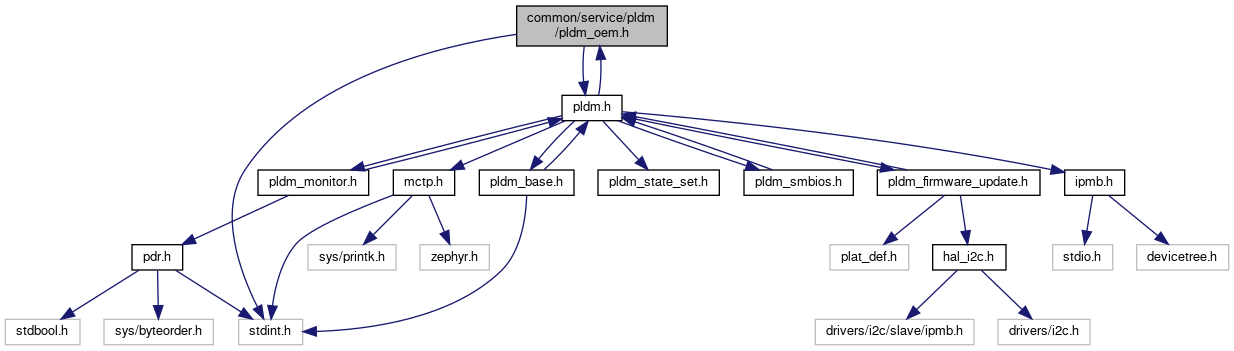 common/service/pldm
/pldm_oem.h
pldm.h
pldm_monitor.h
mctp.h
pldm_base.h
pldm_state_set.h
pldm_smbios.h
pldm_firmware_update.h
ipmb.h
pdr.h
sys/printk.h
zephyr.h
plat_def.h
hal_i2c.h
stdio.h
devicetree.h
stdbool.h
sys/byteorder.h
stdint.h
drivers/i2c/slave/ipmb.h
drivers/i2c.h